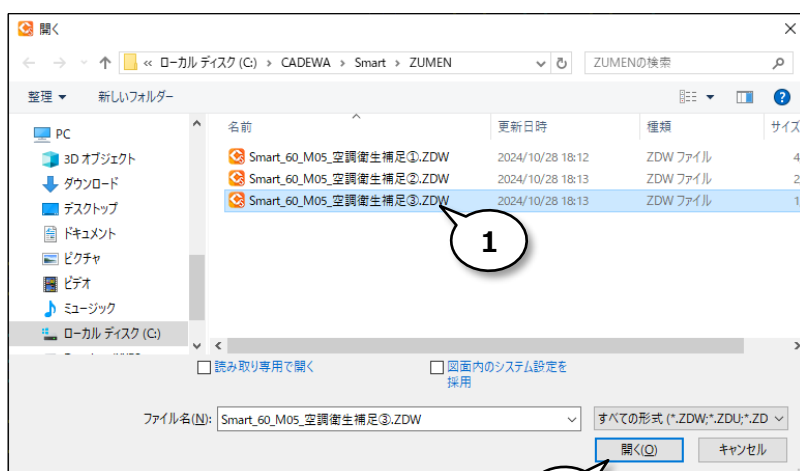 開く
« ローカル ディスク (C:) › CADEWA › Smart › ZUMEN
ZUMENの検索
整理 新しいフォルダー
名前 更新日時 種類 サイズ
Smart_60_M05_空調衛生補足①.ZDW 2024/10/28 18:12 ZDW ファイル 4
Smart_60_M05_空調衛生補足②.ZDW 2024/10/28 18:13 ZDW ファイル 2
Smart_60_M05_空調衛生補足③.ZDW 2024/10/28 18:13 ZDW ファイル 1
PC
3D オブジェクト
ダウンロード
デスクトップ
ドキュメント
ピクチャ
ビデオ
ミュージック
ローカル ディスク (C:)
1
読み取り専用で開く
図面内のシステム設定を
採用
ファイル名(N): Smart_60_M05_空調衛生補足③.ZDW
すべての形式 (*.ZDW;*.ZDU;*.ZD
開く(O) キャンセル